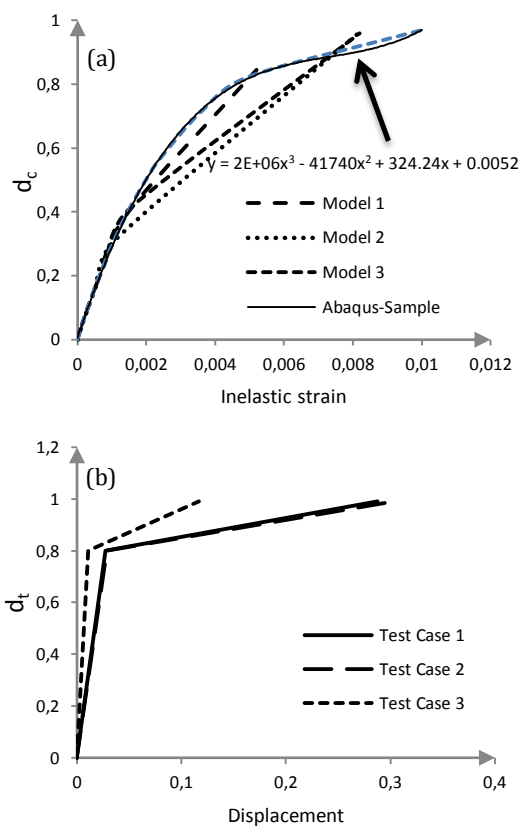 1
(a)
0,8
0,6
0,4
0,2
0
d_c
y = 2E+06x³ - 41740x² + 324.24x + 0.0052
Model 1
Model 2
Model 3
Abaqus-Sample
0 0,002 0,004 0,006 0,008 0,01 0,012
Inelastic strain
1,2
(b)
1
0,8
0,6
0,4
0,2
0
d_t
Test Case 1
Test Case 2
Test Case 3
0 0,1 0,2 0,3 0,4
Displacement